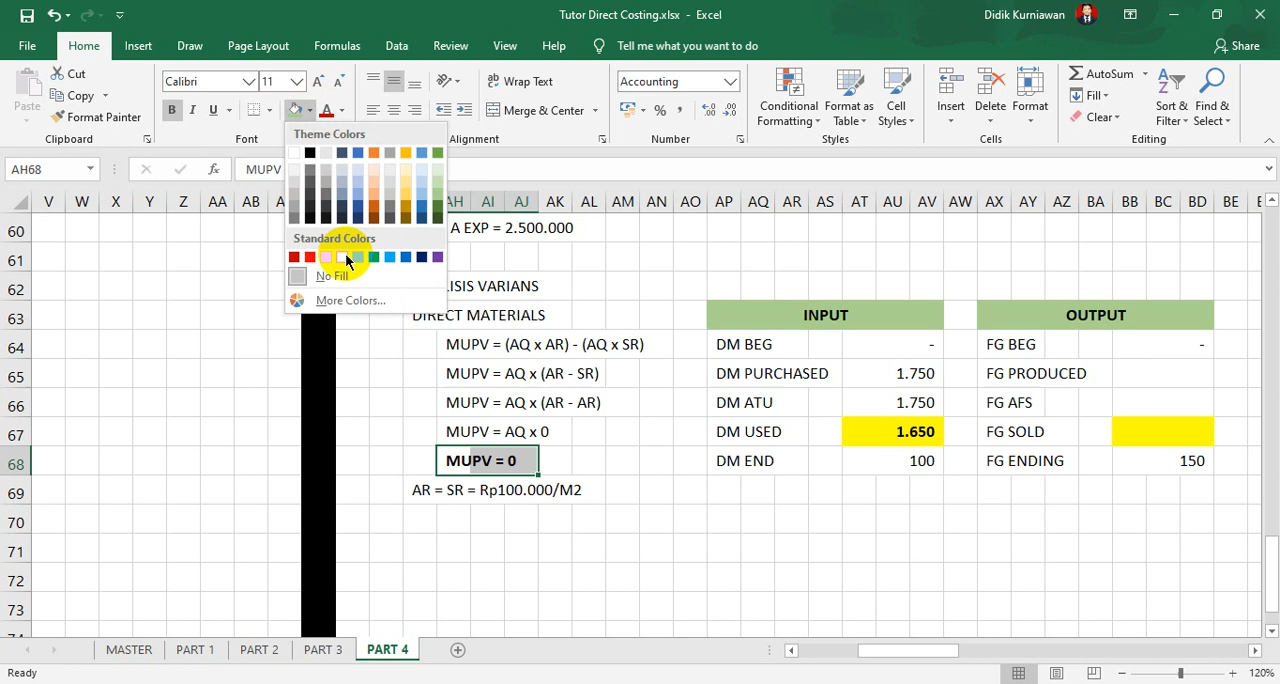 Tutor Direct Costing.xlsx - Excel
Didik Kurniawan
File Home Insert Draw Page Layout Formulas Data Review View Help Tell me what you want to do
Share
Paste
Cut
Copy
Format Painter
Clipboard
Calibri 11
B I U
Font
Wrap Text
Merge & Center
Alignment
Accounting
Number
Conditional Formatting
Format as Table
Cell Styles
Styles
Insert Delete Format
Cells
AutoSum
Fill
Clear
Sort & Filter
Find & Select
Editing
Theme Colors
Standard Colors
No Fill
More Colors...
AH68
MUPV
V W X Y Z AA AB AH AI AJ AK AL AM AN AO AP AQ AR AS AT AU AV AW AX AY AZ BA BB BC BD BE
60 A EXP = 2.500.000
61
62 ISIS VARIANS
63 DIRECT MATERIALS INPUT OUTPUT
64 MUPV = (AQ x AR) - (AQ x SR) DM BEG - FG BEG -
65 MUPV = AQ x (AR - SR) DM PURCHASED 1.750 FG PRODUCED
66 MUPV = AQ x (AR - AR) DM ATU 1.750 FG AFS
67 MUPV = AQ x 0 DM USED 1.650 FG SOLD
68 MUPV = 0 DM END 100 FG ENDING 150
69 AR = SR = Rp100.000/M2
70
71
72
73
MASTER PART 1 PART 2 PART 3 PART 4
Ready
120%